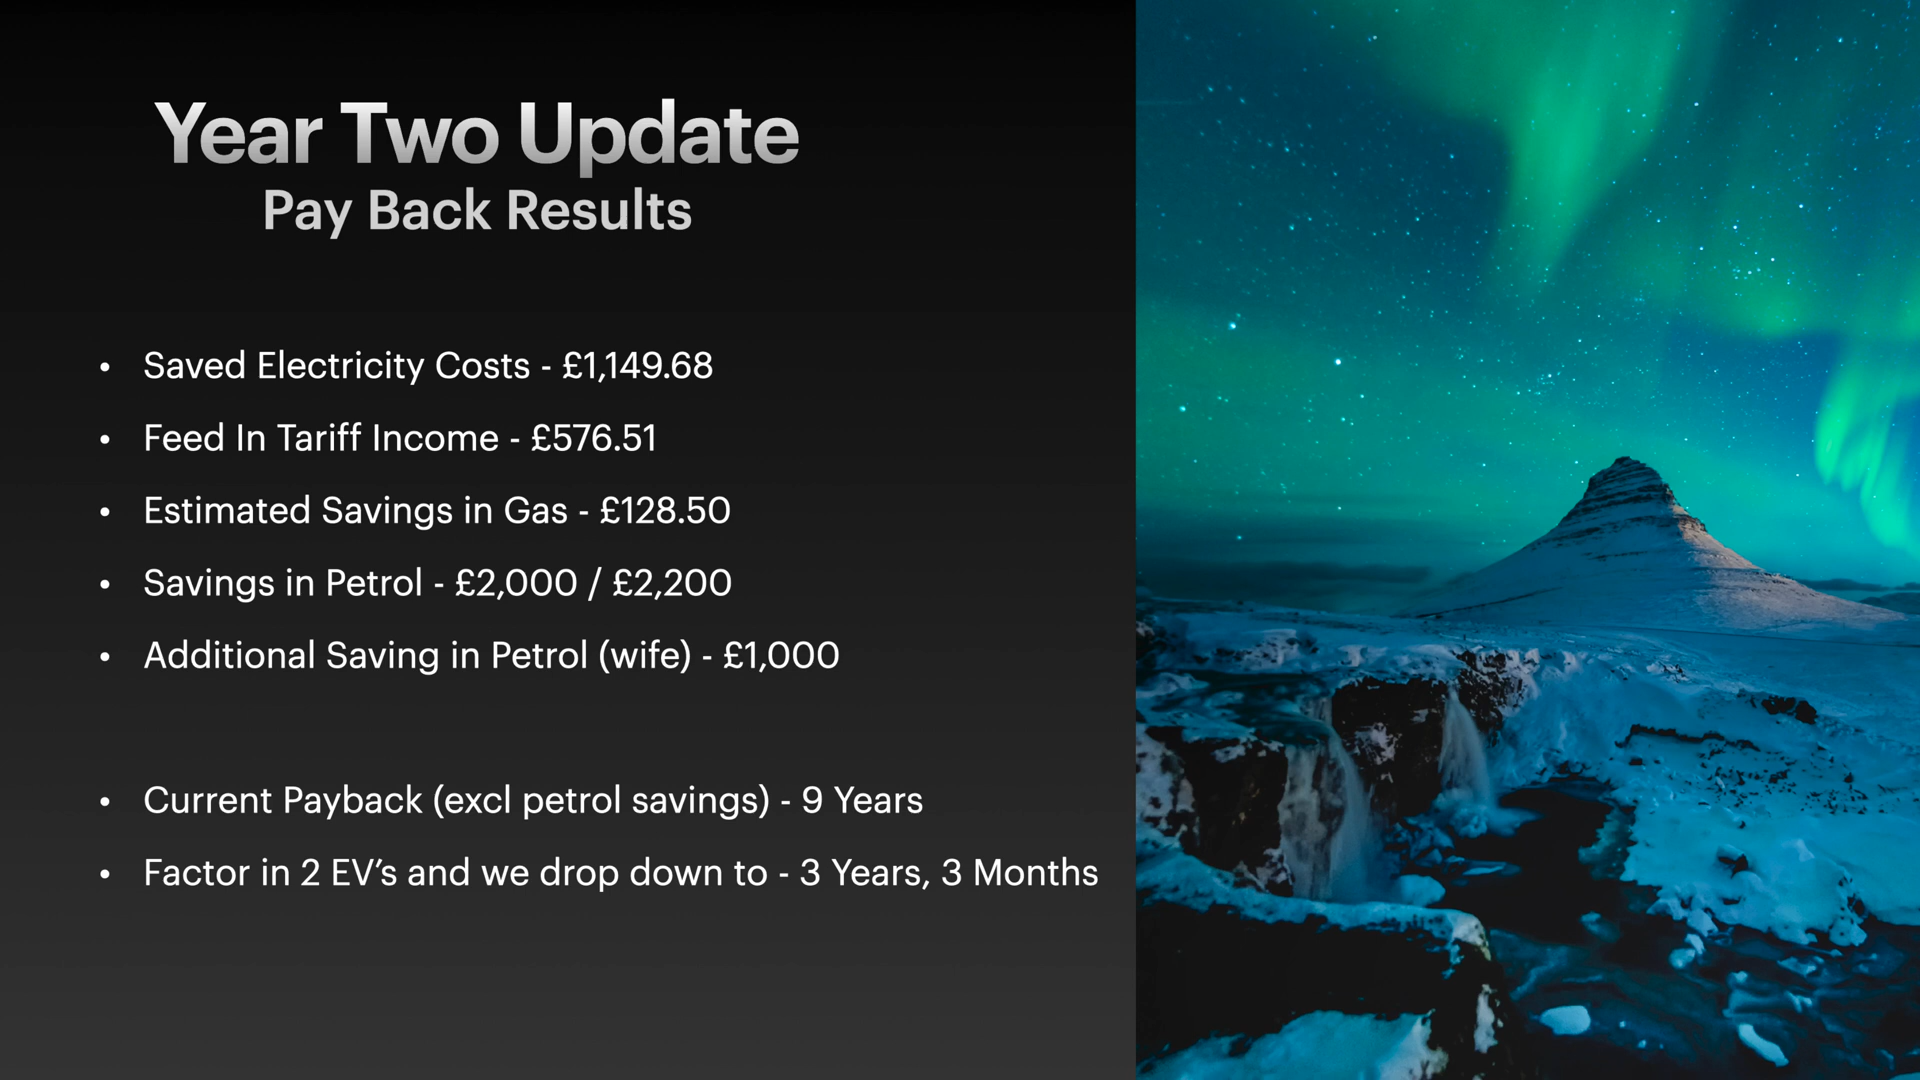 Year Two Update
Pay Back Results
• Saved Electricity Costs - £1,149.68
• Feed In Tariff Income - £576.51
• Estimated Savings in Gas - £128.50
• Savings in Petrol - £2,000 / £2,200
• Additional Saving in Petrol (wife) - £1,000
• Current Payback (excl petrol savings) - 9 Years
• Factor in 2 EV’s and we drop down to - 3 Years, 3 Months